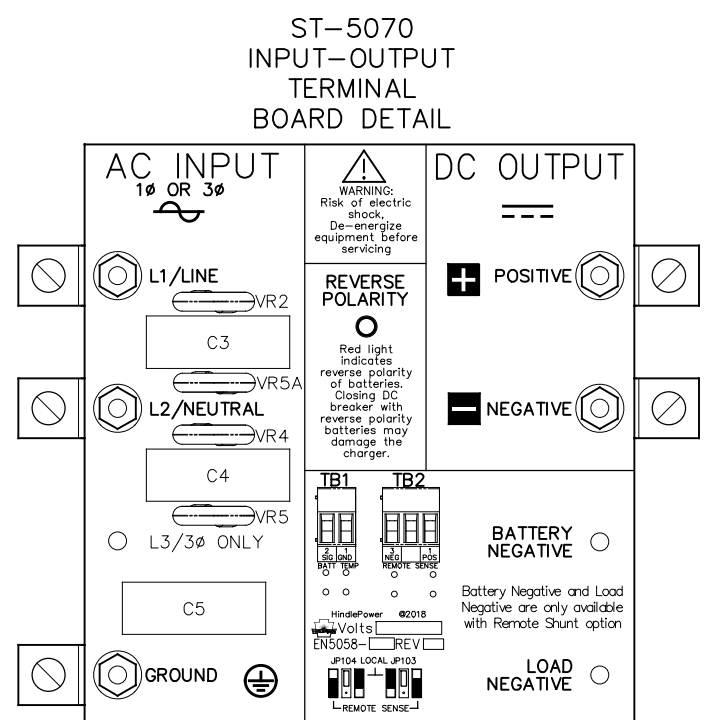 ST-5070
INPUT-OUTPUT
TERMINAL
BOARD DETAIL
AC INPUT
1ø OR 3ø
L1/LINE
VR2
C3
VR5A
L2/NEUTRAL
VR4
C4
VR5
L3/3ø ONLY
C5
GROUND
WARNING:
Risk of electric
shock,
De-energize
equipment before
servicing
REVERSE
POLARITY
Red light
indicates
reverse polarity
of batteries.
Closing DC
breaker with
reverse polarity
batteries may
damage the
charger.
DC OUTPUT
POSITIVE
NEGATIVE
TB1
TB2
2 1
SIG GND
BATT TEMP
3 1
NEG POS
REMOTE SENSE
HindlePower ©2018
Volts
EN5058- REV
JP104 LOCAL JP103
REMOTE SENSE
BATTERY
NEGATIVE
Battery Negative and Load
Negative are only available
with Remote Shunt option
LOAD
NEGATIVE